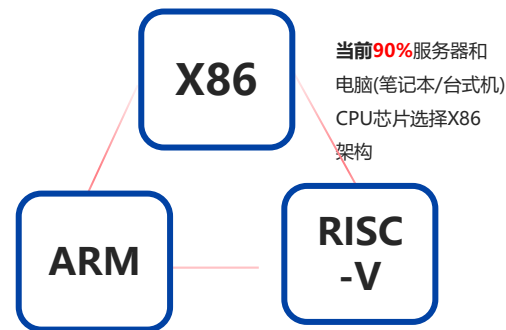 X86
当前90%服务器和
电脑(笔记本/台式机)
CPU芯片选择X86
架构
ARM
RISC
-V